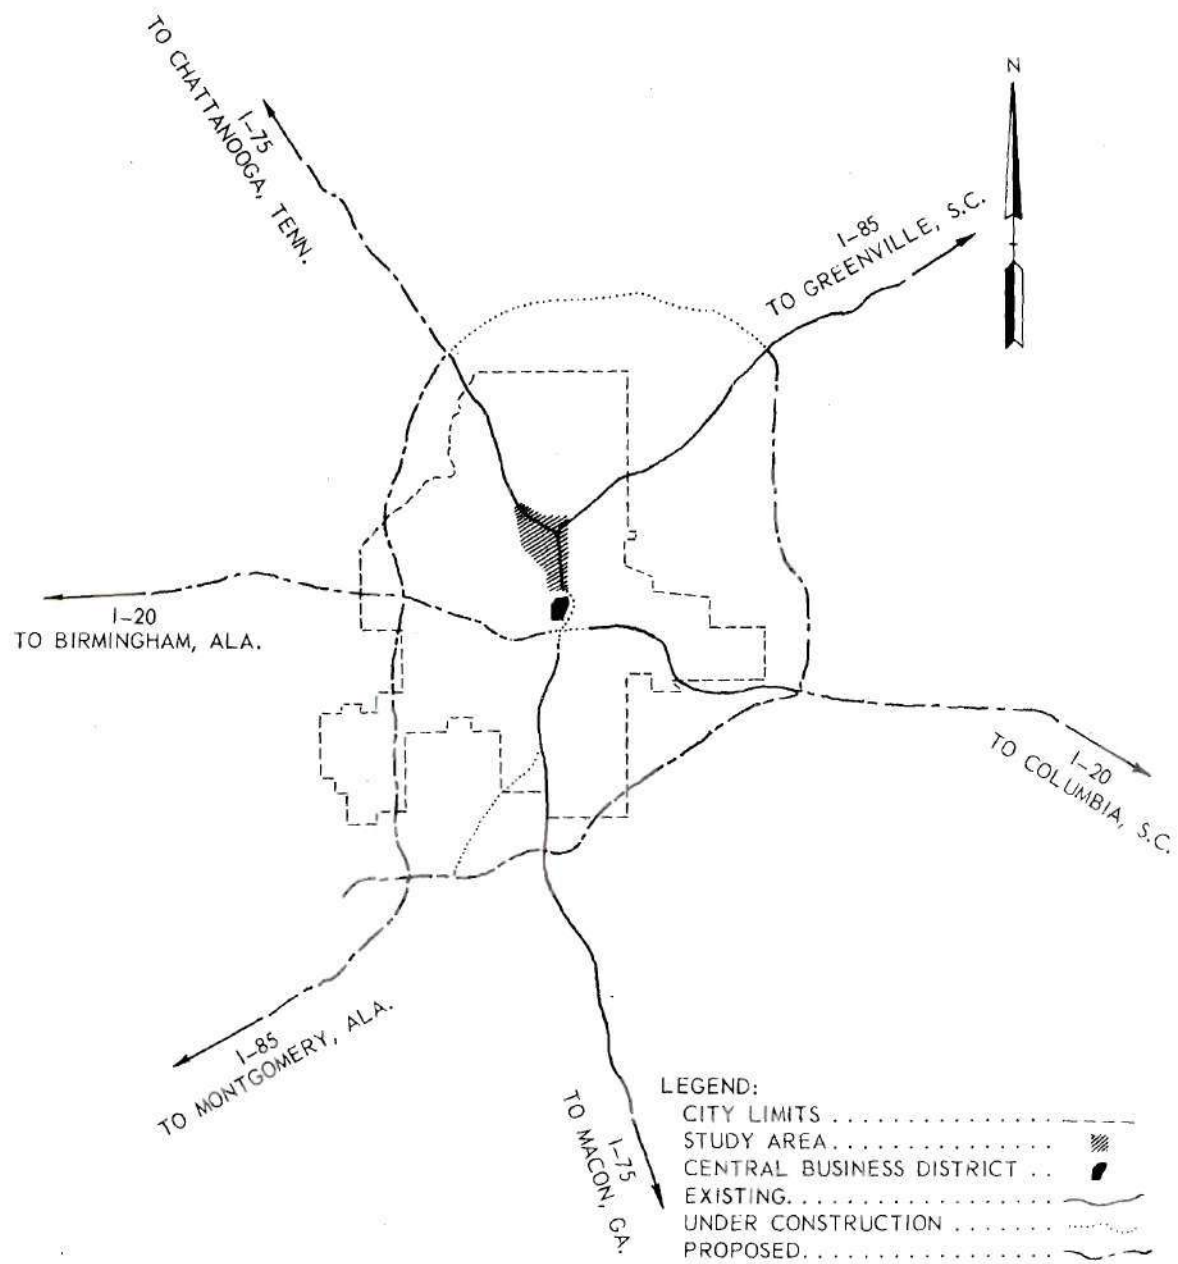 TO CHATTANOOGA, TENN.
I-75
N
I-85
TO GREENVILLE, S.C.
I-20
TO BIRMINGHAM, ALA.
I-20
TO COLUMBIA, S.C.
I-85
TO MONTGOMERY, ALA.
I-75
TO MACON, GA.
LEGEND:
CITY LIMITS . . . . . . . . . . . . . . .
STUDY AREA. . . . . . . . . . . . . . .
CENTRAL BUSINESS DISTRICT . .
EXISTING. . . . . . . . . . . . . . . . . . .
UNDER CONSTRUCTION . . . . . . .
PROPOSED. . . . . . . . . . . . . . . . .